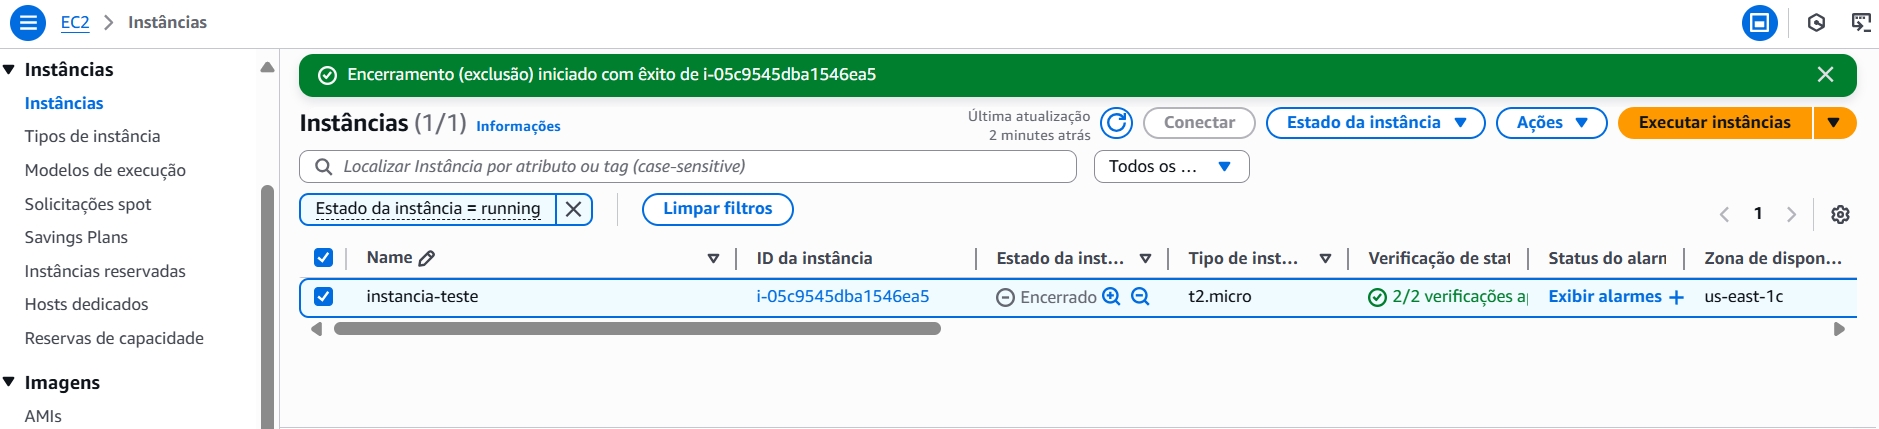 EC2 Instâncias
Instâncias
Instâncias
Tipos de instância
Modelos de execução
Solicitações spot
Savings Plans
Instâncias reservadas
Hosts dedicados
Reservas de capacidade
Imagens
AMIs
Encerramento (exclusão) iniciado com êxito de i-05c9545dba1546ea5
Instâncias (1/1) Informações
Última atualização
2 minutes atrás
Conectar
Estado da instância
Ações
Executar instâncias
Localizar Instância por atributo ou tag (case-sensitive)
Todos os ...
Estado da instância = running
Limpar filtros
1
Name ID da instância Estado da inst... Tipo de inst... Verificação de stat Status do alarm Zona de dispon...
instancia-teste i-05c9545dba1546ea5 Encerrado t2.micro 2/2 verificações a Exibir alarmes + us-east-1c